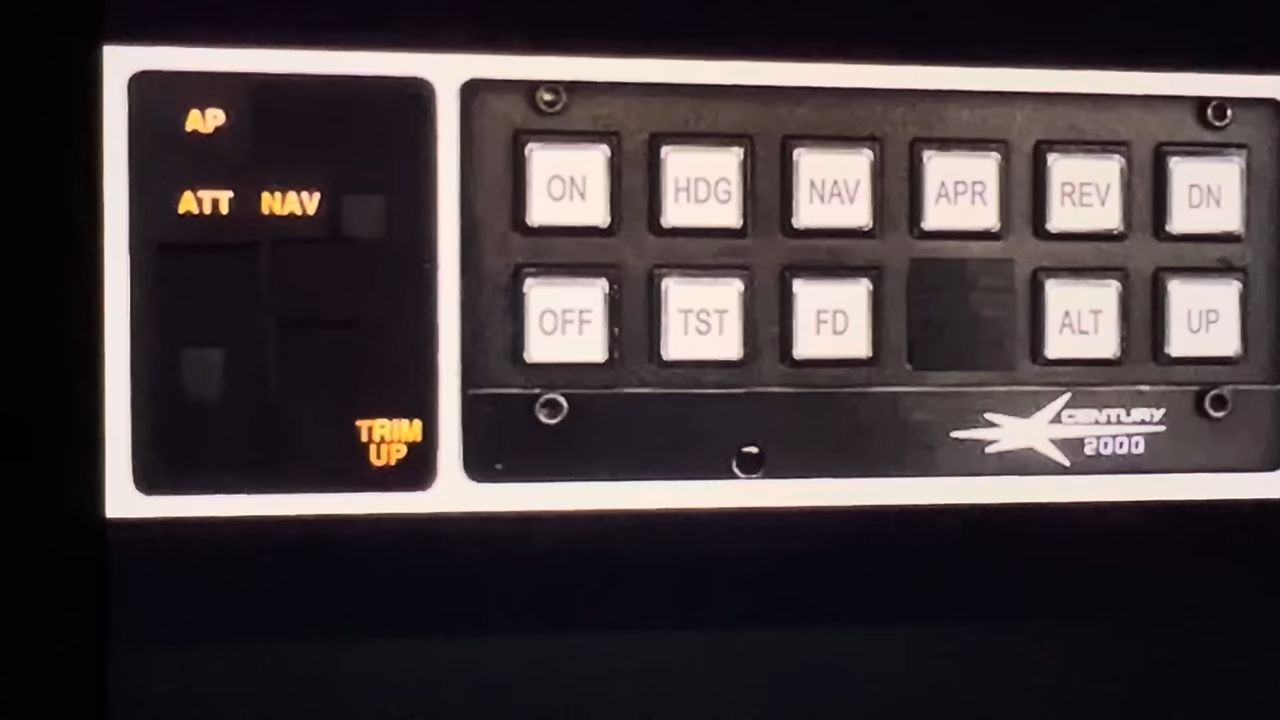 AP
ATT NAV
TRIM
UP
ON HDG NAV APR REV DN
OFF TST FD ALT UP
CENTURY
2000